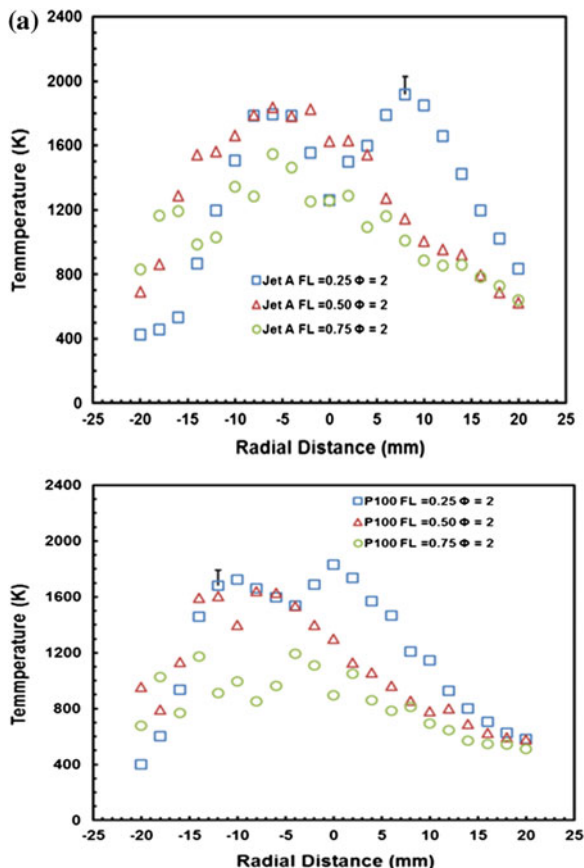 (a)
2400
2000
1600
1200
800
400
0
Temmperature (K)
Jet A FL =0.25 Φ = 2
Jet A FL =0.50 Φ = 2
Jet A FL =0.75 Φ = 2
-25 -20 -15 -10 -5 0 5 10 15 20 25
Radial Distance (mm)
2400
2000
1600
1200
800
400
0
Temmperature (K)
P100 FL =0.25 Φ = 2
P100 FL =0.50 Φ = 2
P100 FL =0.75 Φ = 2
-25 -20 -15 -10 -5 0 5 10 15 20 25
Radial Distance (mm)